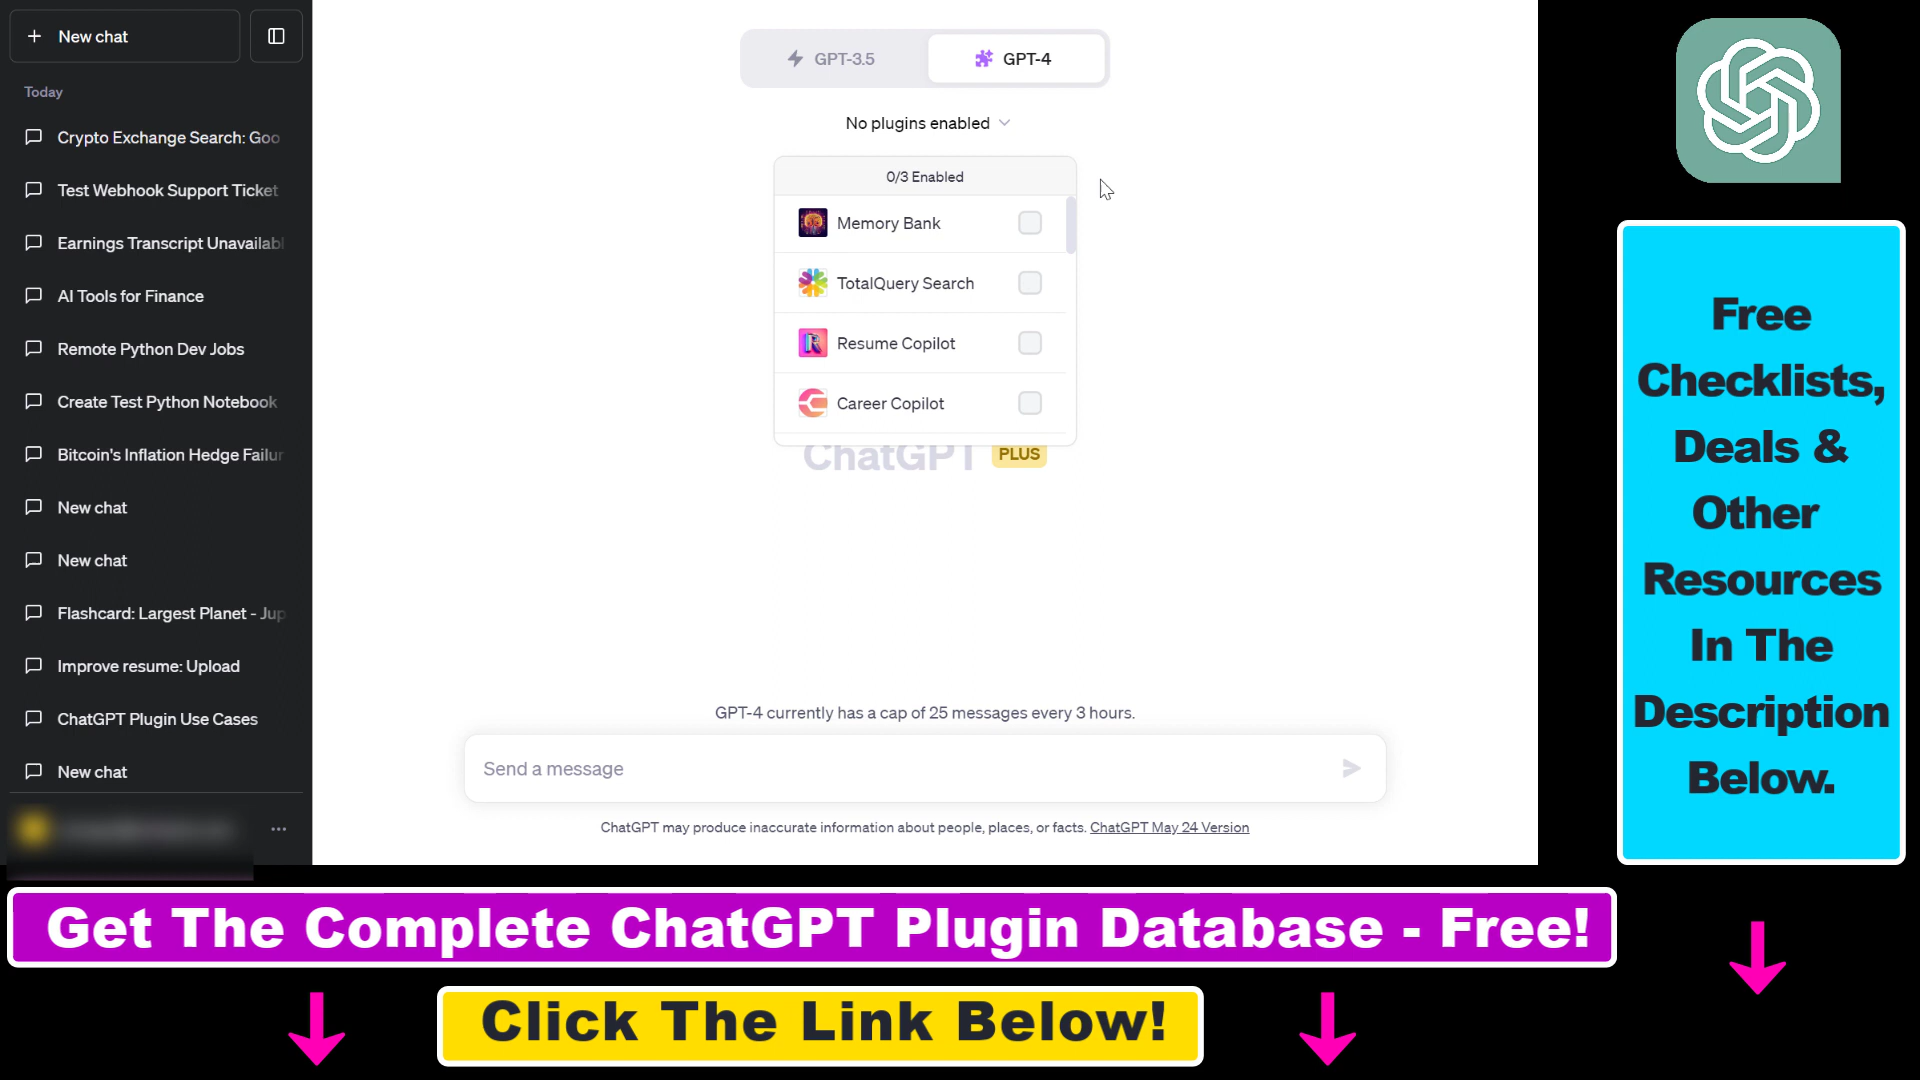 New chat
Today
Crypto Exchange Search: Goo
Test Webhook Support Ticket
Earnings Transcript Unavailabl
AI Tools for Finance
Remote Python Dev Jobs
Create Test Python Notebook
Bitcoin's Inflation Hedge Failur
New chat
New chat
Flashcard: Largest Planet - Jup
Improve resume: Upload
ChatGPT Plugin Use Cases
New chat
GPT-3.5
GPT-4
No plugins enabled
0/3 Enabled
Memory Bank
TotalQuery Search
Resume Copilot
Career Copilot
ChatGPT PLUS
GPT-4 currently has a cap of 25 messages every 3 hours.
Send a message
ChatGPT may produce inaccurate information about people, places, or facts. ChatGPT May 24 Version
Free
Checklists,
Deals &
Other
Resources
In The
Description
Below.
Get The Complete ChatGPT Plugin Database - Free!
Click The Link Below!